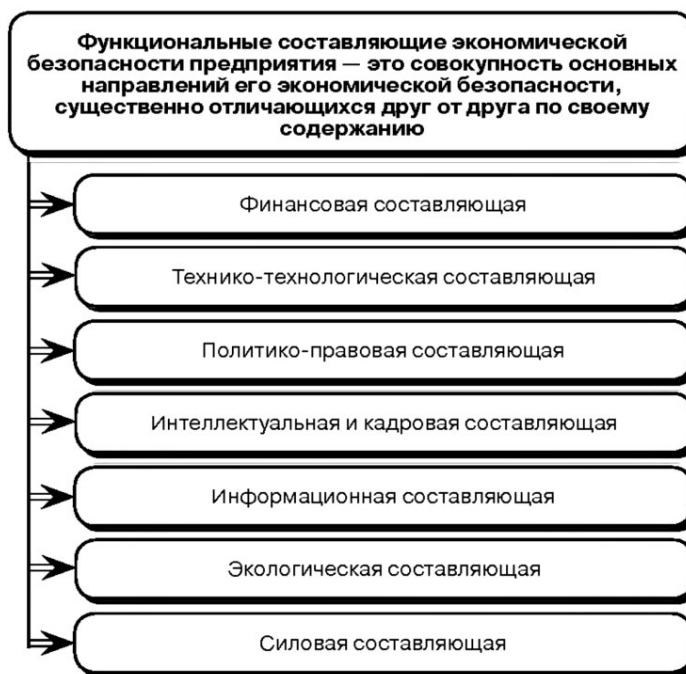 Функциональные составляющие экономической
безопасности предприятия — это совокупность основных
направлений его экономической безопасности,
существенно отличающихся друг от друга по своему
содержанию
Финансовая составляющая
Технико-технологическая составляющая
Политико-правовая составляющая
Интеллектуальная и кадровая составляющая
Информационная составляющая
Экологическая составляющая
Силовая составляющая